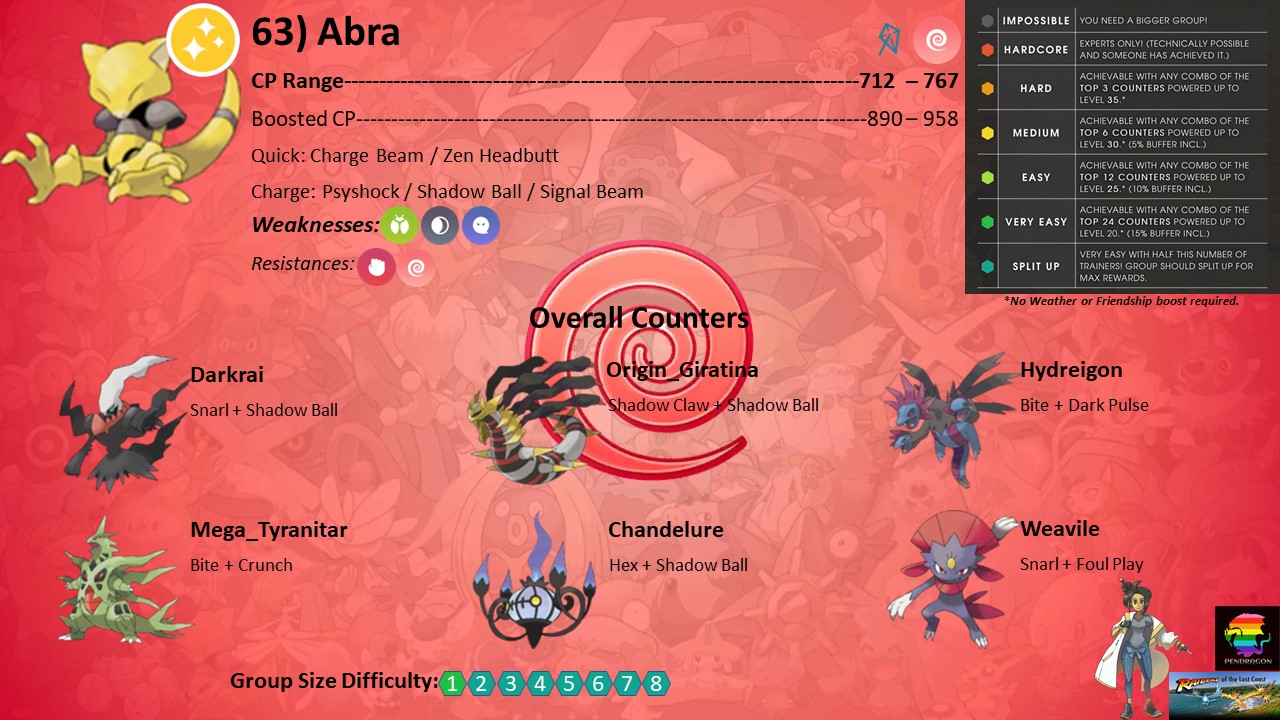 63) Abra
CP Range------------------------------------------------------------------------712 – 767
Boosted CP-----------------------------------------------------------------------890 – 958
Quick: Charge Beam / Zen Headbutt
Charge: Psyshock / Shadow Ball / Signal Beam
Weaknesses:
Resistances:
IMPOSSIBLE YOU NEED A BIGGER GROUP!
HARDCORE EXPERTS ONLY! (TECHNICALLY POSSIBLE
AND SOMEONE HAS ACHIEVED IT.)
HARD ACHIEVABLE WITH ANY COMBO OF THE
TOP 3 COUNTERS POWERED UP TO
LEVEL 35.*
MEDIUM ACHIEVABLE WITH ANY COMBO OF THE
TOP 6 COUNTERS POWERED UP TO
LEVEL 30.* (5% BUFFER INCL.)
EASY ACHIEVABLE WITH ANY COMBO OF THE
TOP 12 COUNTERS POWERED UP TO
LEVEL 25.* (10% BUFFER INCL.)
VERY EASY ACHIEVABLE WITH ANY COMBO OF THE
TOP 24 COUNTERS POWERED UP TO
LEVEL 20.* (15% BUFFER INCL.)
SPLIT UP VERY EASY WITH HALF THIS NUMBER OF
TRAINERS! GROUP SHOULD SPLIT UP FOR
MAX REWARDS.
*No Weather or Friendship boost required.
Overall Counters
Darkrai
Snarl + Shadow Ball
Origin_Giratina
Shadow Claw + Shadow Ball
Hydreigon
Bite + Dark Pulse
Mega_Tyranitar
Bite + Crunch
Chandelure
Hex + Shadow Ball
Weavile
Snarl + Foul Play
Group Size Difficulty: 1 2 3 4 5 6 7 8
PENDRAGON
RAIDERS of the Lost Coast